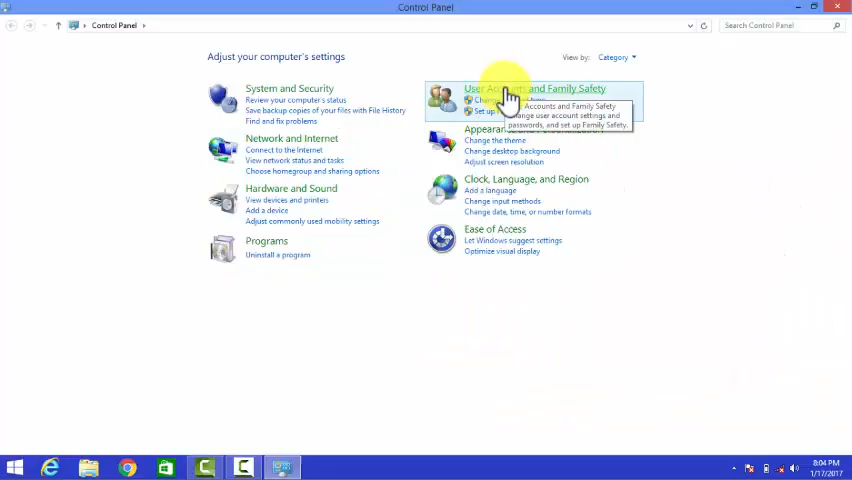 Control Panel
Control Panel
Search Control Panel
Adjust your computer's settings
View by: Category
System and Security
Review your computer's status
Save backup copies of your files with File History
Find and fix problems
Network and Internet
Connect to the Internet
View network status and tasks
Choose homegroup and sharing options
Hardware and Sound
View devices and printers
Add a device
Adjust commonly used mobility settings
Programs
Uninstall a program
User Accounts and Family Safety
Set up
Accounts and Family Safety
change user account settings and
passwords, and set up Family Safety.
Change the theme
Change desktop background
Adjust screen resolution
Clock, Language, and Region
Add a language
Change input methods
Change date, time, or number formats
Ease of Access
Let Windows suggest settings
Optimize visual display
8:04 PM
1/17/2017